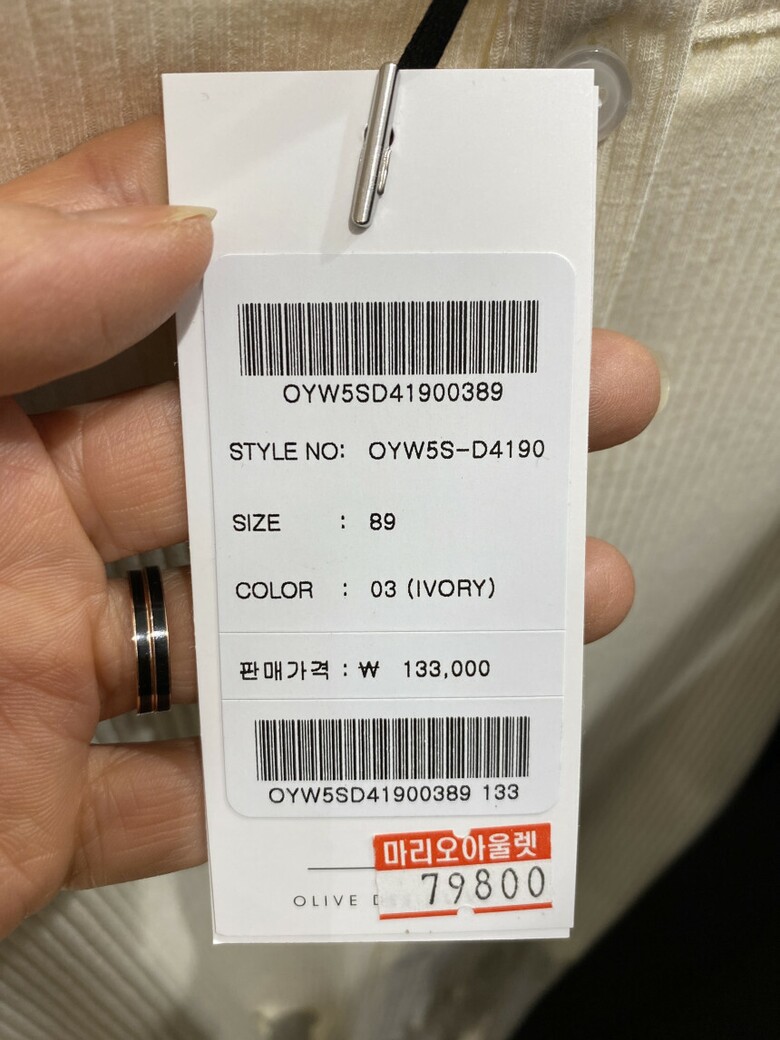 OYW5SD41900389
STYLE NO: OYW5S-D4190
SIZE : 89
COLOR : 03 (IVORY)
판매가격 : ₩ 133,000
OYW5SD41900389 133
마리오아울렛
79800
OLIVE